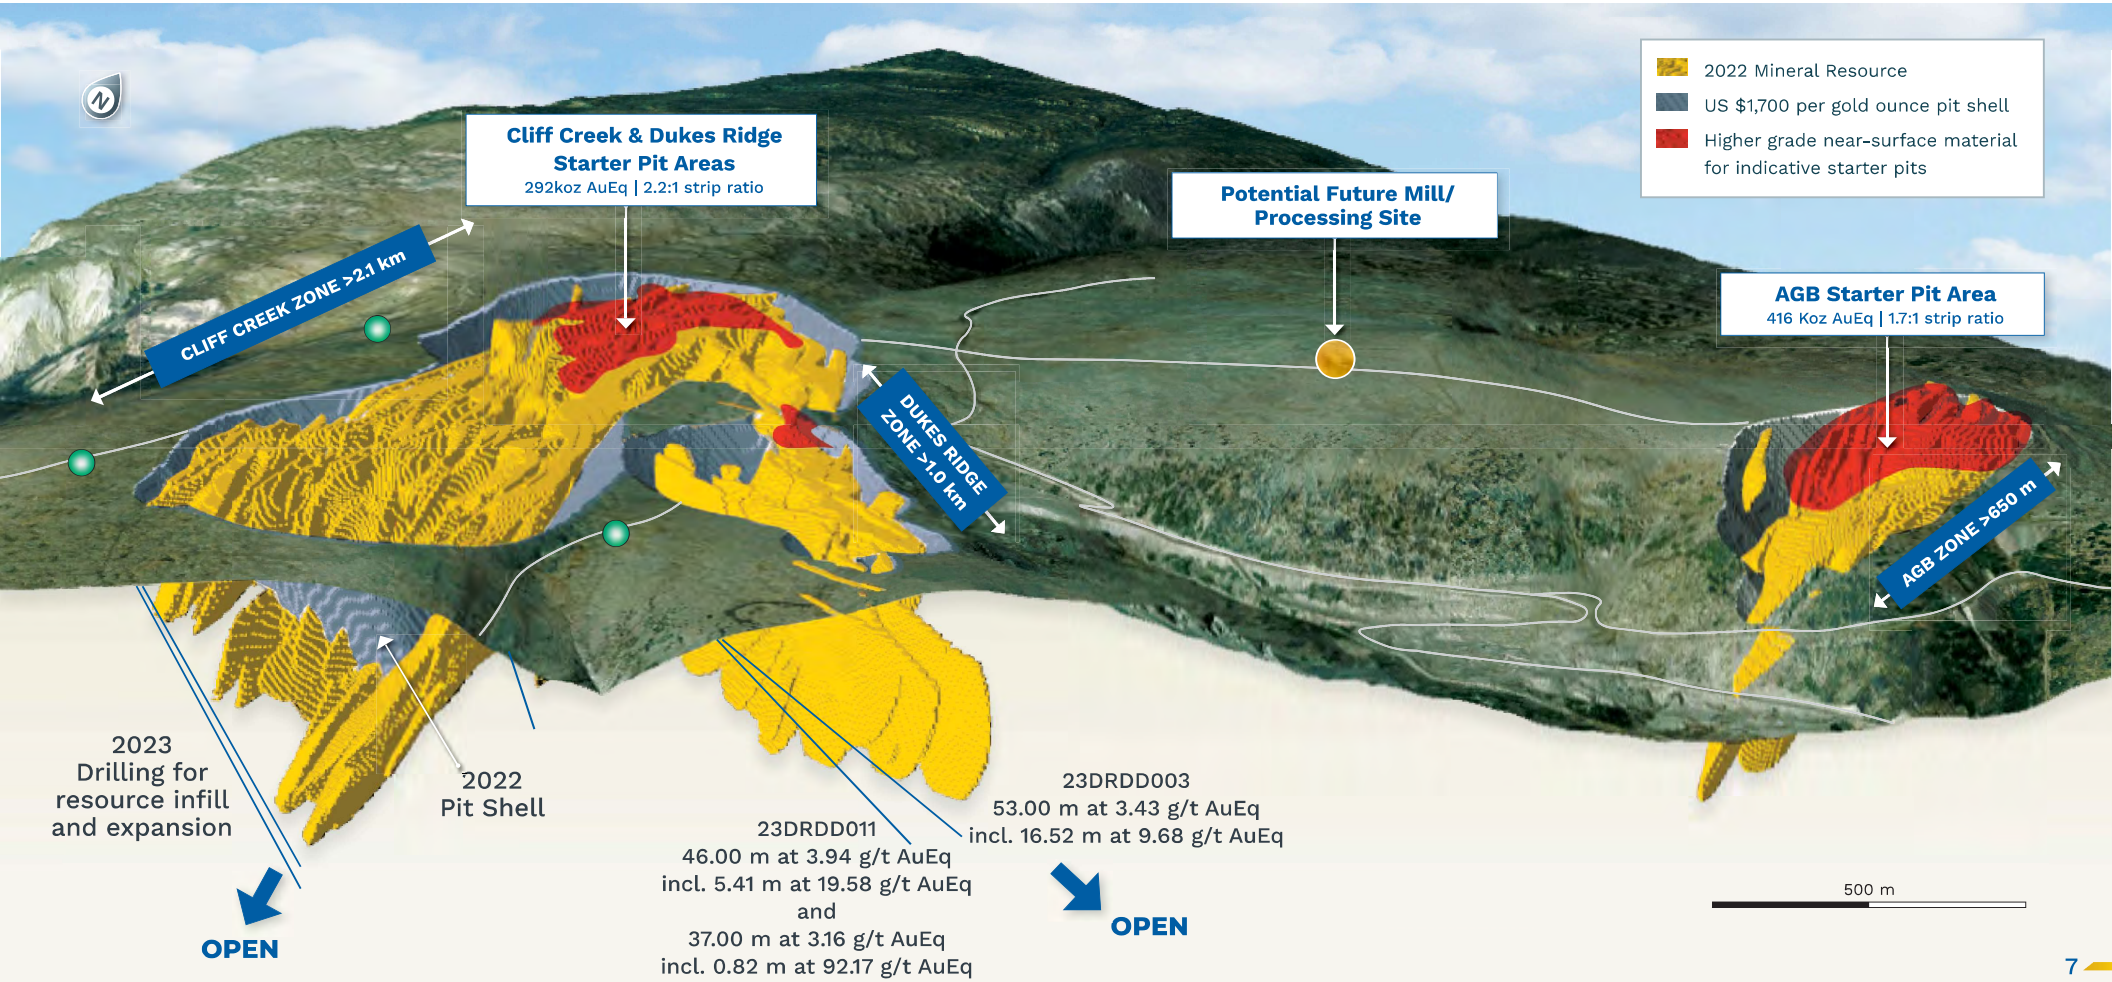 N
Cliff Creek & Dukes Ridge
Starter Pit Areas
292koz AuEq | 2.2:1 strip ratio
Potential Future Mill/
Processing Site
2022 Mineral Resource
US $1,700 per gold ounce pit shell
Higher grade near-surface material
for indicative starter pits
AGB Starter Pit Area
416 Koz AuEq | 1.7:1 strip ratio
CLIFF CREEK ZONE >2.1 km
DUKES RIDGE
ZONE >1.0 km
AGB ZONE >650 m
2023
Drilling for
resource infill
and expansion
OPEN
2022
Pit Shell
23DRDD011
46.00 m at 3.94 g/t AuEq
incl. 5.41 m at 19.58 g/t AuEq
and
37.00 m at 3.16 g/t AuEq
incl. 0.82 m at 92.17 g/t AuEq
23DRDD003
53.00 m at 3.43 g/t AuEq
incl. 16.52 m at 9.68 g/t AuEq
OPEN
500 m
7